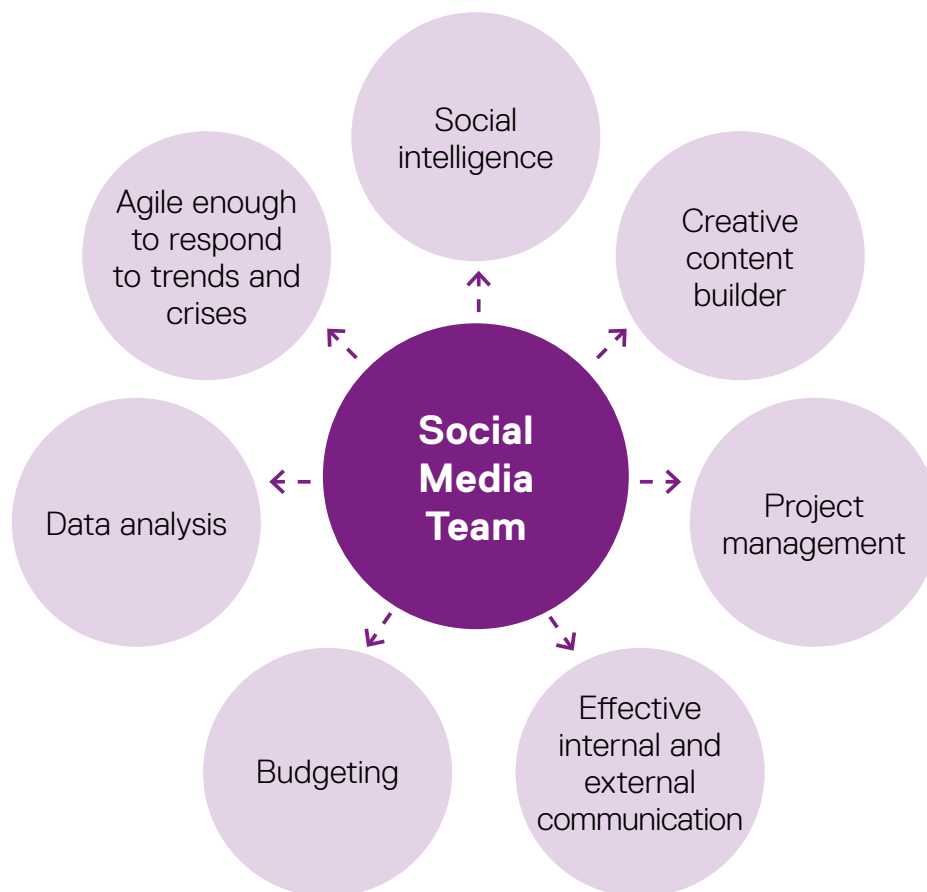 Social
intelligence
Creative
content
builder
Project
management
Effective
internal and
external
communication
Budgeting
Data analysis
Agile enough
to respond
to trends and
crises
Social
Media
Team